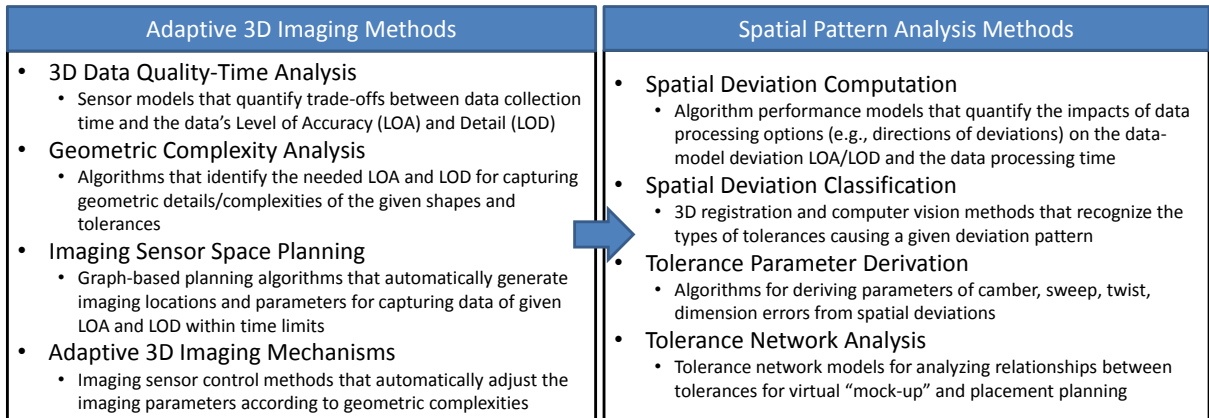 Adaptive 3D Imaging Methods
• 3D Data Quality-Time Analysis
• Sensor models that quantify trade-offs between data collection
time and the data's Level of Accuracy (LOA) and Detail (LOD)
• Geometric Complexity Analysis
• Algorithms that identify the needed LOA and LOD for capturing
geometric details/complexities of the given shapes and
tolerances
• Imaging Sensor Space Planning
• Graph-based planning algorithms that automatically generate
imaging locations and parameters for capturing data of given
LOA and LOD within time limits
• Adaptive 3D Imaging Mechanisms
• Imaging sensor control methods that automatically adjust the
imaging parameters according to geometric complexities
Spatial Pattern Analysis Methods
• Spatial Deviation Computation
• Algorithm performance models that quantify the impacts of data
processing options (e.g., directions of deviations) on the data-
model deviation LOA/LOD and the data processing time
• Spatial Deviation Classification
• 3D registration and computer vision methods that recognize the
types of tolerances causing a given deviation pattern
• Tolerance Parameter Derivation
• Algorithms for deriving parameters of camber, sweep, twist,
dimension errors from spatial deviations
• Tolerance Network Analysis
• Tolerance network models for analyzing relationships between
tolerances for virtual “mock-up” and placement planning